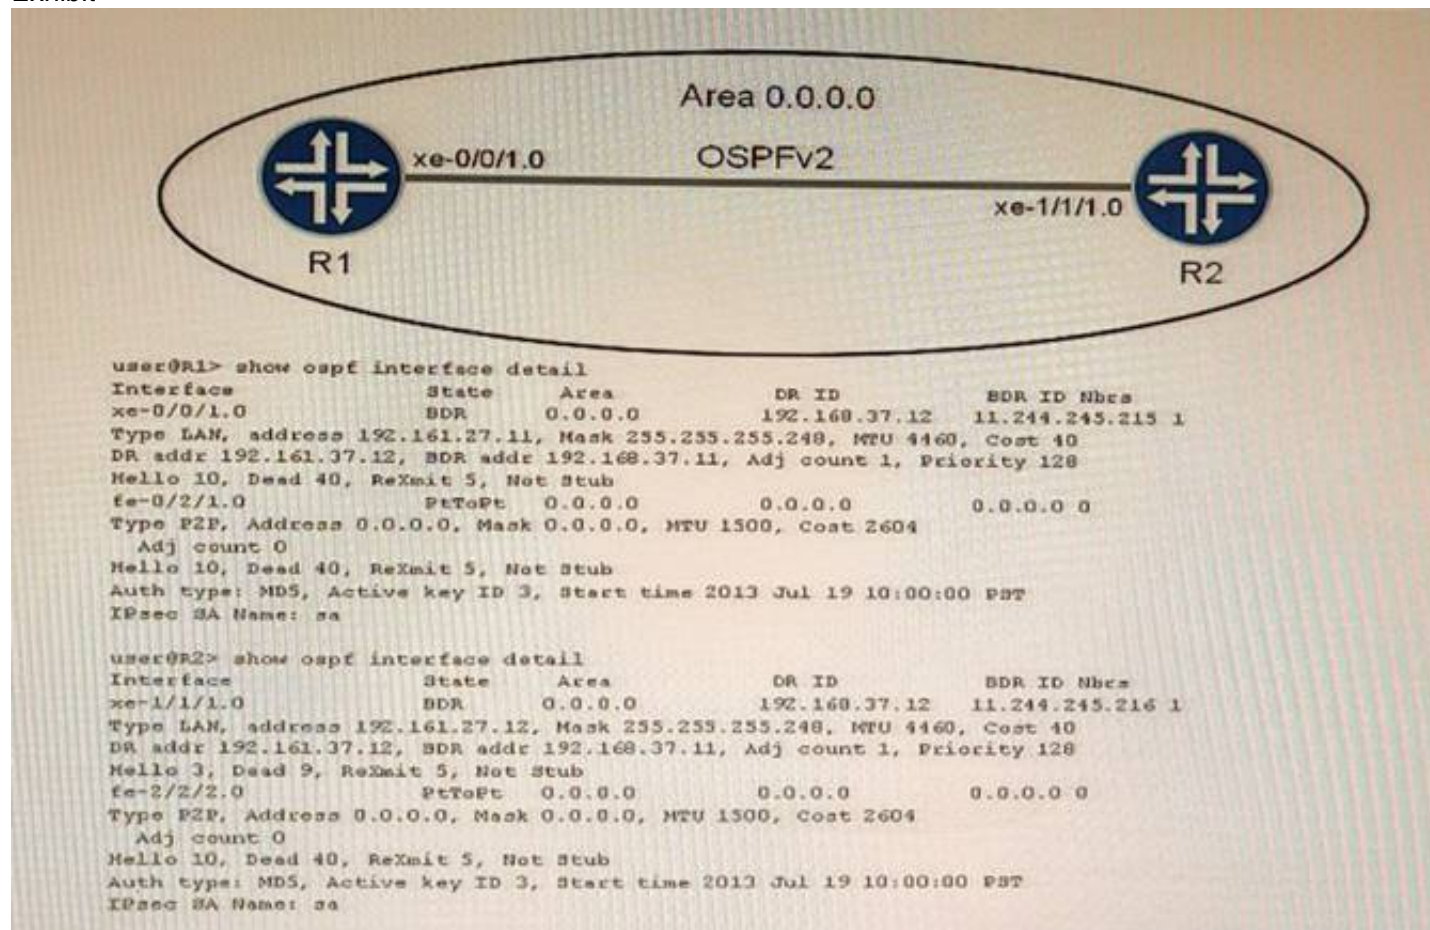 Area 0.0.0.0
xe-0/0/1.0
OSPFv2
xe-1/1/1.0
R1
R2
user@R1> show ospf interface detail
Interface State Area DR ID BDR ID Nbrs
xe-0/0/1.0 BDR 0.0.0.0 192.168.37.12 11.244.245.215 1
Type LAN, address 192.161.27.11, Mask 255.255.255.248, MTU 4460, Cost 40
DR addr 192.161.37.12, BDR addr 192.168.37.11, Adj count 1, Priority 128
Hello 10, Dead 40, ReXmit 5, Not Stub
fe-0/2/1.0 PtToPt 0.0.0.0 0.0.0.0 0.0.0.0 0
Type P2P, Address 0.0.0.0, Mask 0.0.0.0, MTU 1500, Cost 2604
Adj count 0
Hello 10, Dead 40, ReXmit 5, Not Stub
Auth type: MD5, Active key ID 3, Start time 2013 Jul 19 10:00:00 PST
IPsec SA Name: sa
user@R2> show ospf interface detail
Interface State Area DR ID BDR ID Nbrs
xe-1/1/1.0 BDR 0.0.0.0 192.168.37.12 11.244.245.216 1
Type LAN, address 192.161.27.12, Mask 255.255.255.248, MTU 4460, Cost 40
DR addr 192.161.37.12, BDR addr 192.168.37.11, Adj count 1, Priority 128
Hello 3, Dead 9, ReXmit 5, Not Stub
fe-2/2/2.0 PtToPt 0.0.0.0 0.0.0.0 0.0.0.0 0
Type P2P, Address 0.0.0.0, Mask 0.0.0.0, MTU 1500, Cost 2604
Adj count 0
Hello 10, Dead 40, ReXmit 5, Not Stub
Auth type: MD5, Active key ID 3, Start time 2013 Jul 19 10:00:00 PST
IPsec SA Name: sa